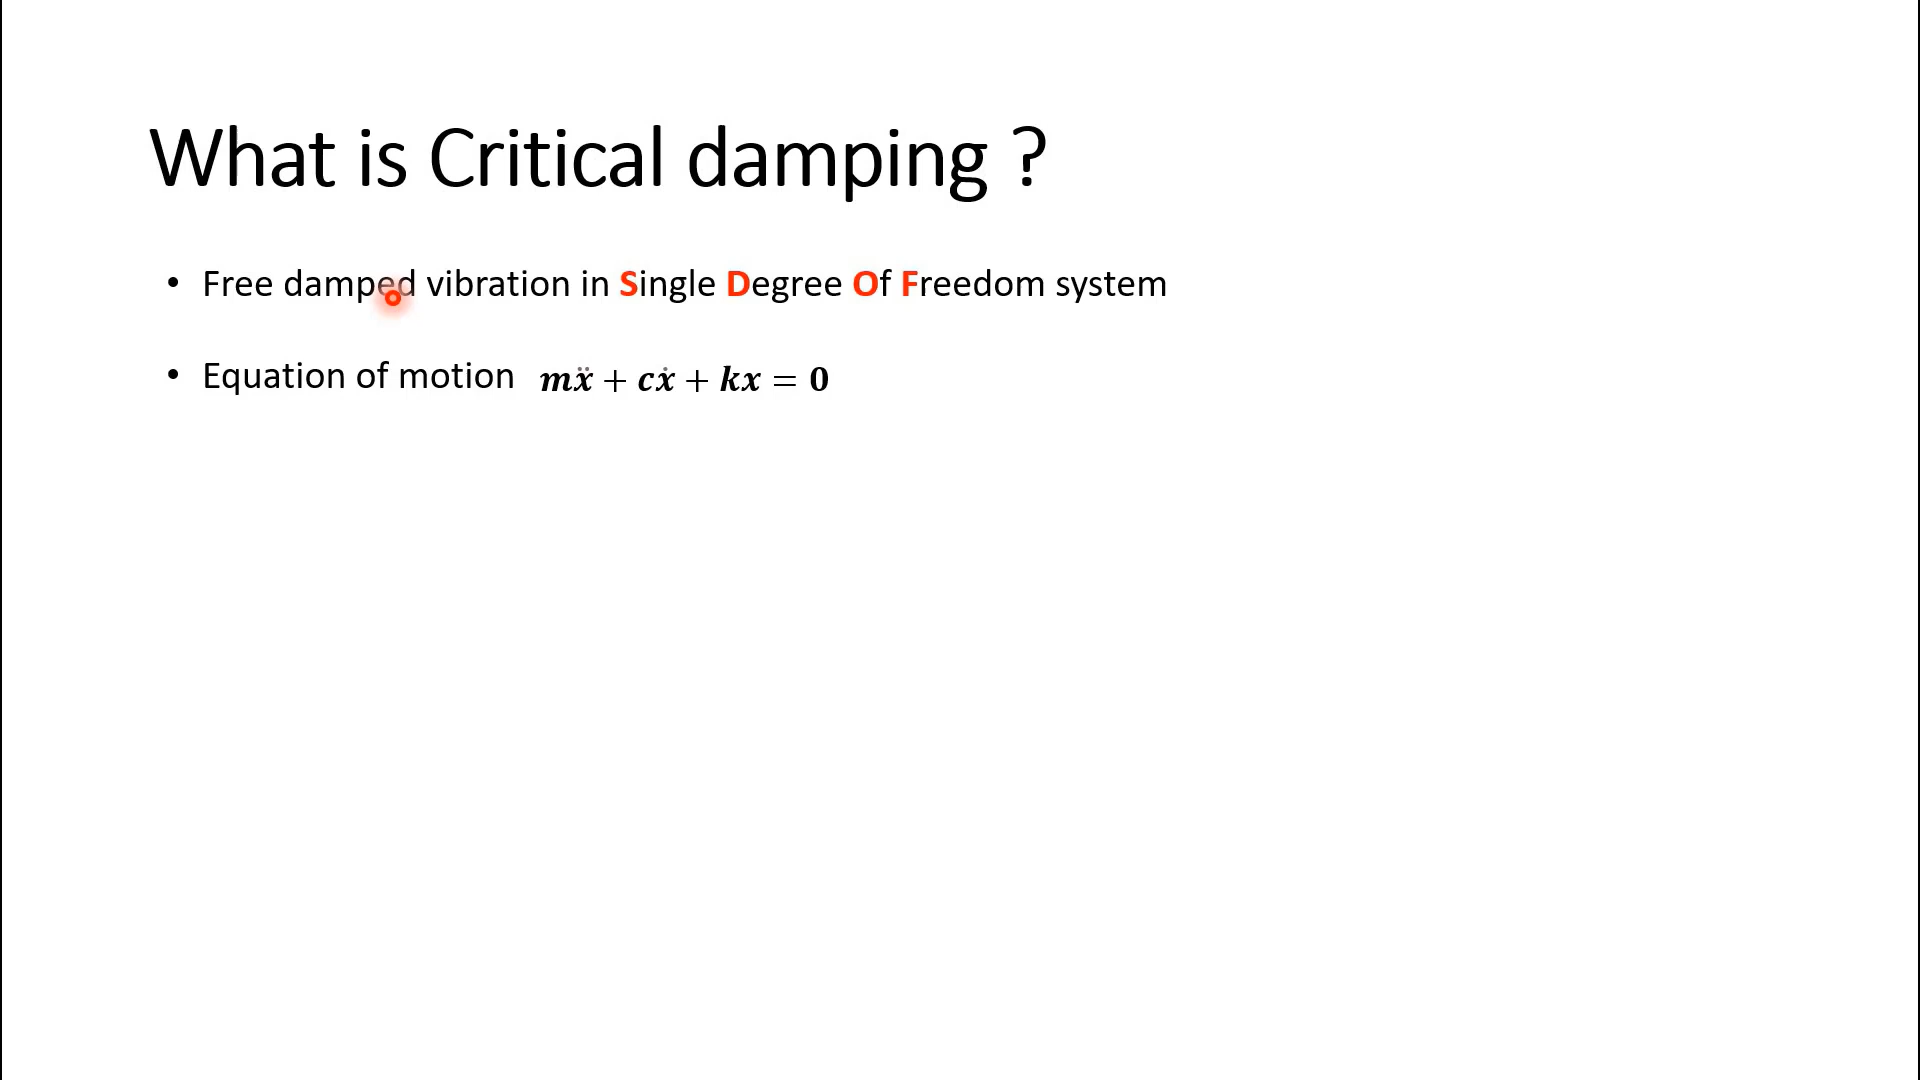 What is Critical damping ?
• Free damped vibration in Single Degree Of Freedom system
• Equation of motion mẍ + cẋ + kx = 0